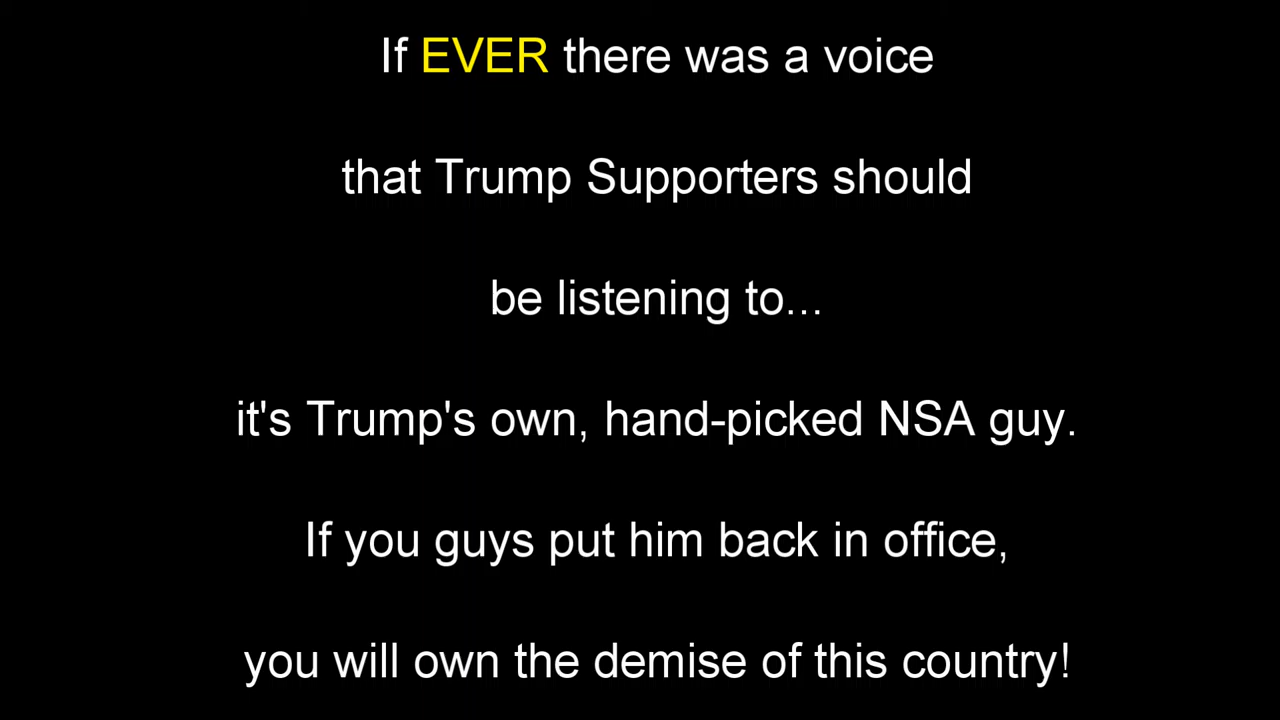 If EVER there was a voice
that Trump Supporters should
be listening to...
it's Trump's own, hand-picked NSA guy.
If you guys put him back in office,
you will own the demise of this country!